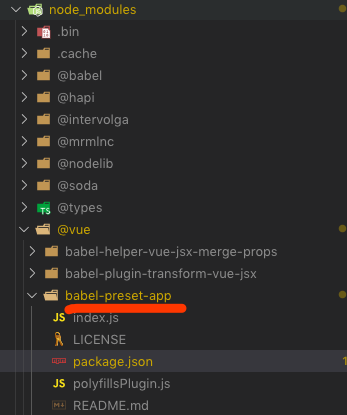 node_modules
.bin
.cache
@babel
@hapi
@intervolga
@mrmlnc
@nodelib
@soda
TS @types
@vue
babel-helper-vue-jsx-merge-props
babel-plugin-transform-vue-jsx
babel-preset-app
JS index.js
LICENSE
package.json 1
JS polyfillsPlugin.js
README.md